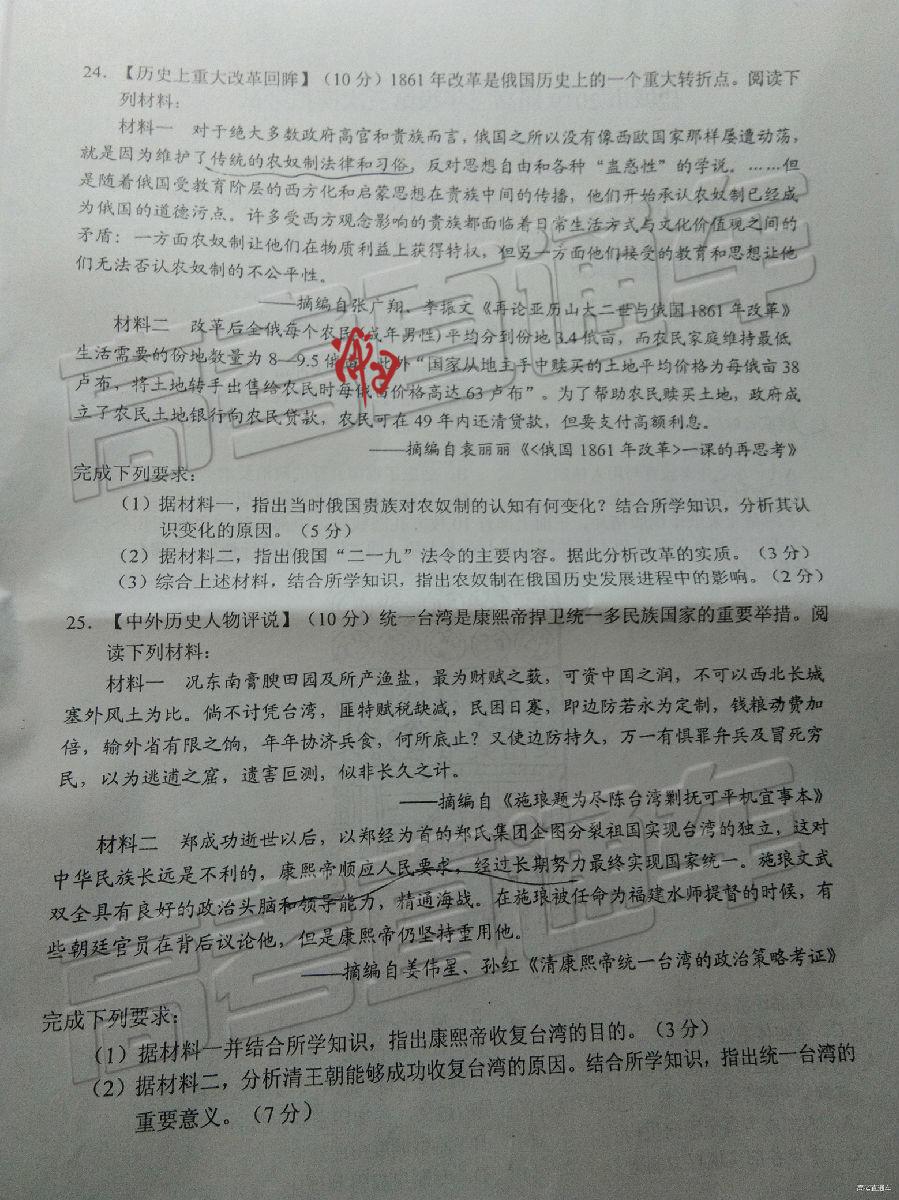 24．【历史上重大改革回眸】（10 分）1861 年改革是俄国历史上的一个重大转折点。阅读下
列材料：
材料一　对于绝大多数政府高官和贵族而言，俄国之所以没有像西欧国家那样屡遭动荡，
就是因为维护了传统的农奴制法律和习俗，反对思想自由和各种“蛊惑性”的学说。……但
是随着俄国受教育阶层的西方化和启蒙思想在贵族中间的传播，他们开始承认农奴制已经成
为俄国的道德污点。许多受西方观念影响的贵族都面临着日常生活方式与文化价值观之间的
矛盾：一方面农奴制让他们在物质利益上获得特权，但另一方面他们接受的教育和思想让他
们无法否认农奴制的不公平性。
——摘编自张广翔、李振文《再论亚历山大二世与俄国 1861 年改革》
材料二　改革后全俄每个农民（成年男性）平均分到份地 3.4 俄亩，而农民家庭维持最低
生活需要的份地数量为 8—9.5 俄 此外“国家从地主手中赎买的土地平均价格为每俄亩 38
卢布，将土地转手出售给农民时每俄亩价格高达 63 卢布”。为了帮助农民赎买土地，政府成
立了农民土地银行向农民贷款，农民可在 49 年内还清贷款，但要支付高额利息。
——摘编自袁丽丽《<俄国 1861 年改革>一课的再思考》
完成下列要求：
（1）据材料一，指出当时俄国贵族对农奴制的认知有何变化？结合所学知识，分析其认
识变化的原因。（5 分）
（2）据材料二，指出俄国“二一九”法令的主要内容。据此分析改革的实质。（3 分）
（3）综合上述材料，结合所学知识，指出农奴制在俄国历史发展进程中的影响。（2 分）
25．【中外历史人物评说】（10 分）统一台湾是康熙帝捍卫统一多民族国家的重要举措。阅
读下列材料：
材料一　况东南膏腴田园及所产渔盐，最为财赋之薮，可资中国之润，不可以西北长城
塞外风土为比。倘不讨凭台湾，匪特赋税缺减，民困日蹇，即边防若永为定制，钱粮动费加
倍，输外省有限之饷，年年协济兵食，何所底止？又使边防持久，万一有惧罪弁兵及冒死穷
民，以为逃逋之窟，遗害叵测，似非长久之计。
——摘编自《施琅题为尽陈台湾剿抚可平机宜事本》
材料二　郑成功逝世以后，以郑经为首的郑氏集团企图分裂祖国实现台湾的独立，这对
中华民族长远是不利的，康熙帝顺应人民要求，经过长期努力最终实现国家统一。施琅文武
双全具有良好的政治头脑和领导能力，精通海战。在施琅被任命为福建水师提督的时候，有
些朝廷官员在背后议论他，但是康熙帝仍坚持重用他。
——摘编自姜伟星、孙红《清康熙帝统一台湾的政治策略考证》
完成下列要求：
（1）据材料一并结合所学知识，指出康熙帝收复台湾的目的。（3 分）
（2）据材料二，分析清王朝能够成功收复台湾的原因。结合所学知识，指出统一台湾的
重要意义。（7 分）
高考直通车
高考直通车
高考直通车